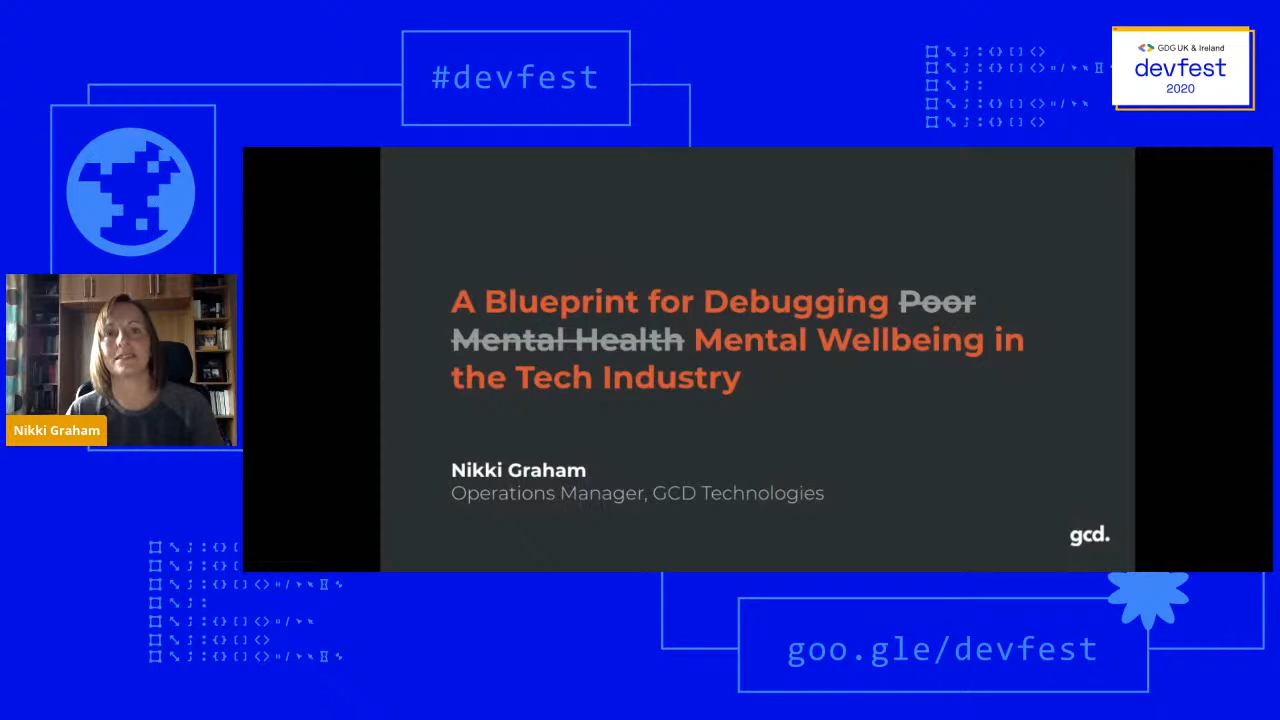 #devfest
GDG UK & Ireland
devfest
2020
A Blueprint for Debugging Poor
Mental Health Mental Wellbeing in
the Tech Industry
Nikki Graham
Nikki Graham
Operations Manager, GCD Technologies
gcd.
goo.gle/devfest